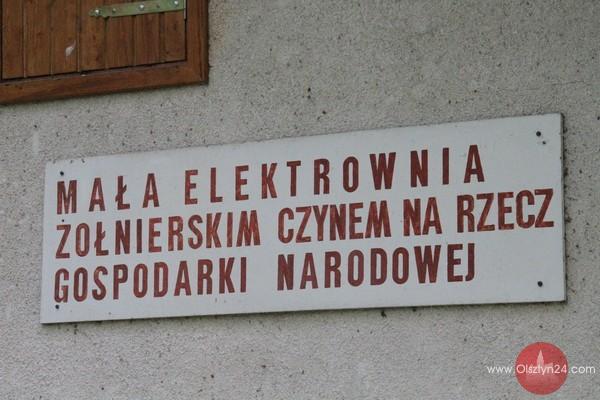 MAŁA ELEKTROWNIA
ŻOŁNIERSKIM CZYNEM NA RZECZ
GOSPODARKI NARODOWEJ
www.Olsztyn24.com